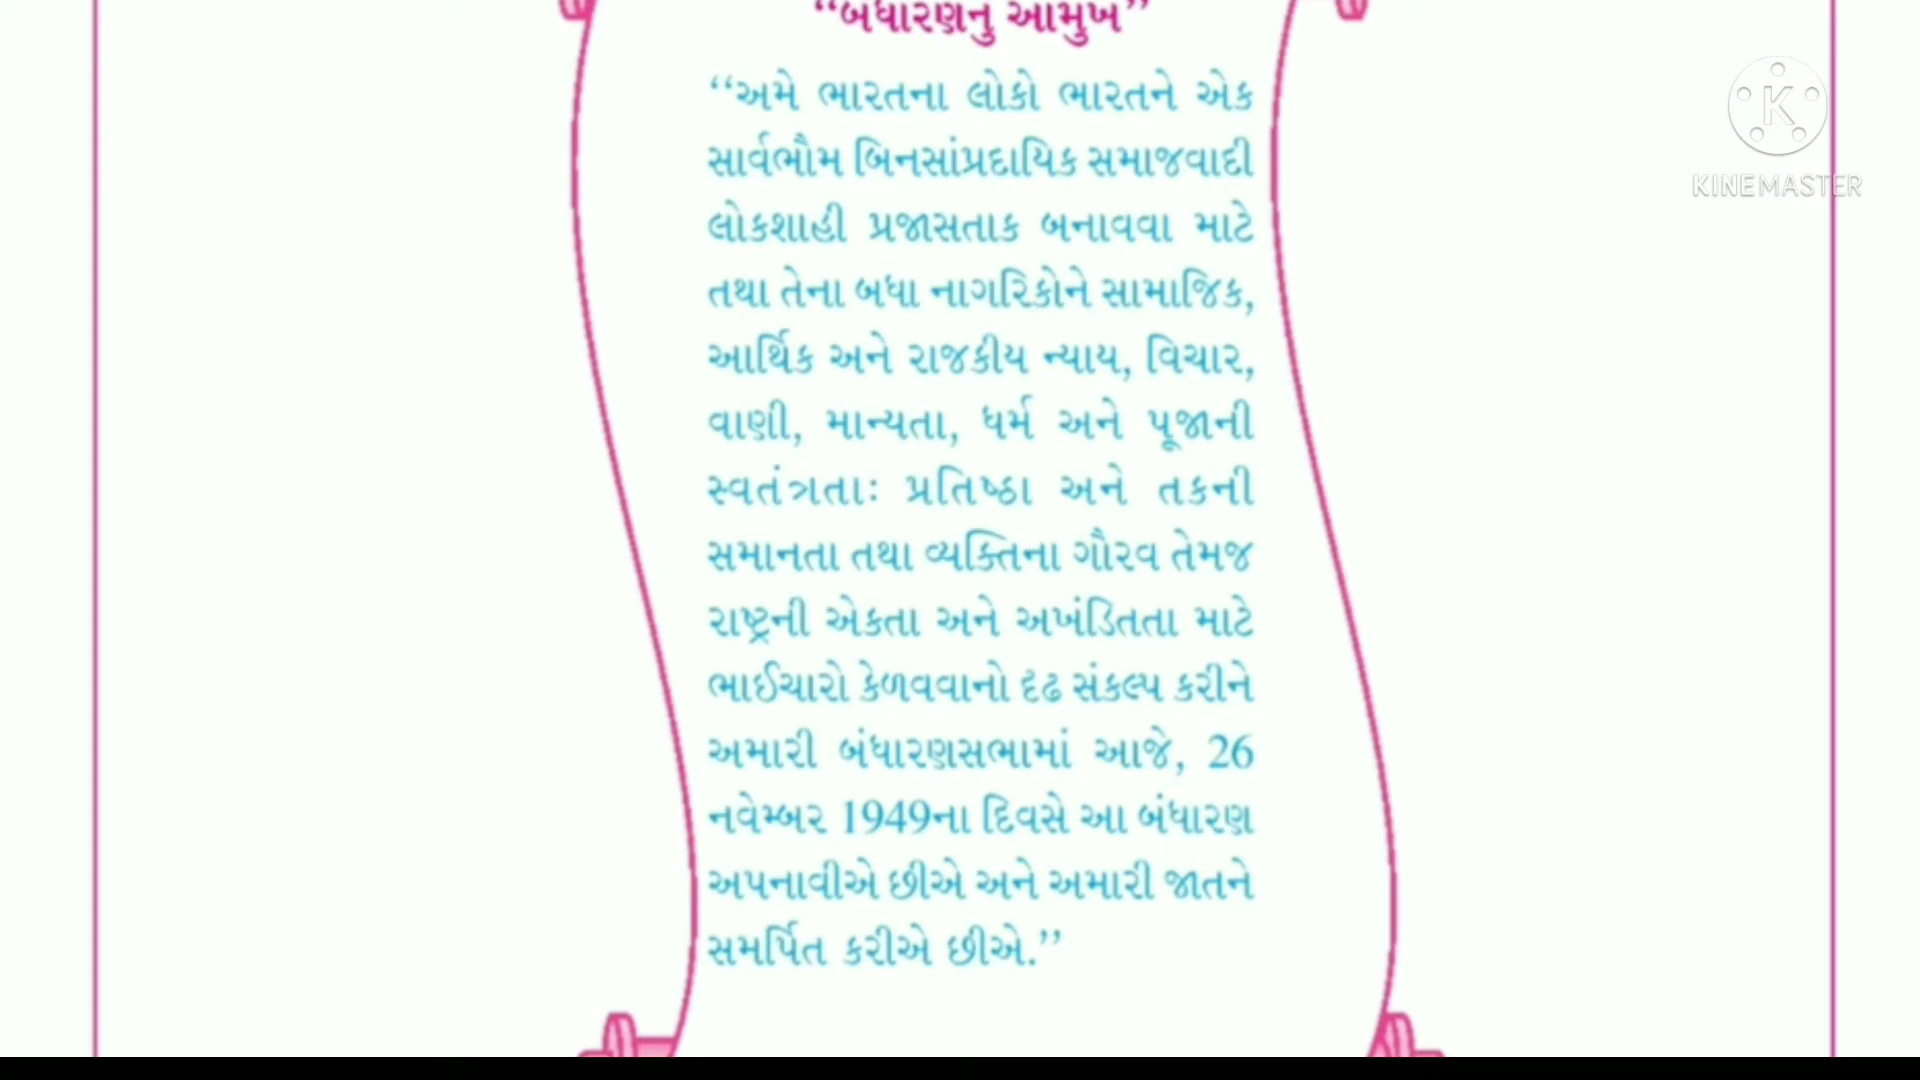 “બંધારણનું આમુખ”
“અમે ભારતના લોકો ભારતને એક
સાર્વભૌમ બિનસાંપ્રદાયિક સમાજવાદી
લોકશાહી પ્રજાસતાક બનાવવા માટે
તથા તેના બધા નાગરિકોને સામાજિક,
આર્થિક અને રાજકીય ન્યાય, વિચાર,
વાણી, માન્યતા, ધર્મ અને પૂજાની
સ્વતંત્રતાઃ પ્રતિષ્ઠા અને તકની
સમાનતા તથા વ્યક્તિના ગૌરવ તેમજ
રાષ્ટ્રની એકતા અને અખંડિતતા માટે
ભાઈચારો કેળવવાનો દૃઢ સંકલ્પ કરીને
અમારી બંધારણસભામાં આજે, 26
નવેમ્બર 1949ના દિવસે આ બંધારણ
અપનાવીએ છીએ અને અમારી જાતને
સમર્પિત કરીએ છીએ.”
K
KINEMASTER